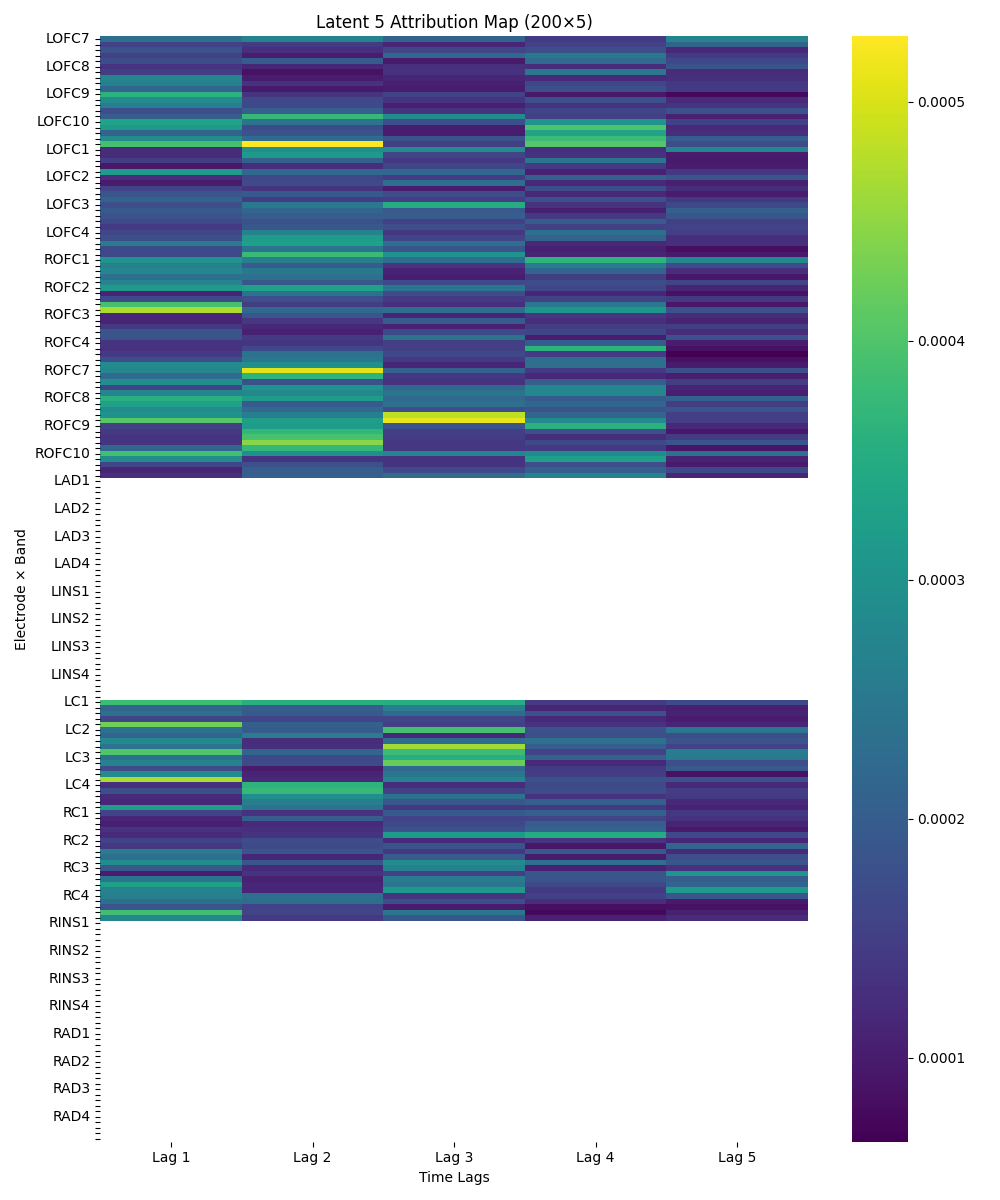 Latent 5 Attribution Map (200×5)
LOFC7
LOFC8
LOFC9
LOFC10
LOFC1
LOFC2
LOFC3
LOFC4
ROFC1
ROFC2
ROFC3
ROFC4
ROFC7
ROFC8
ROFC9
ROFC10
LAD1
LAD2
LAD3
LAD4
LINS1
LINS2
LINS3
LINS4
LC1
LC2
LC3
LC4
RC1
RC2
RC3
RC4
RINS1
RINS2
RINS3
RINS4
RAD1
RAD2
RAD3
RAD4
Electrode × Band
Lag 1 Lag 2 Lag 3 Lag 4 Lag 5
Time Lags
0.0005
0.0004
0.0003
0.0002
0.0001